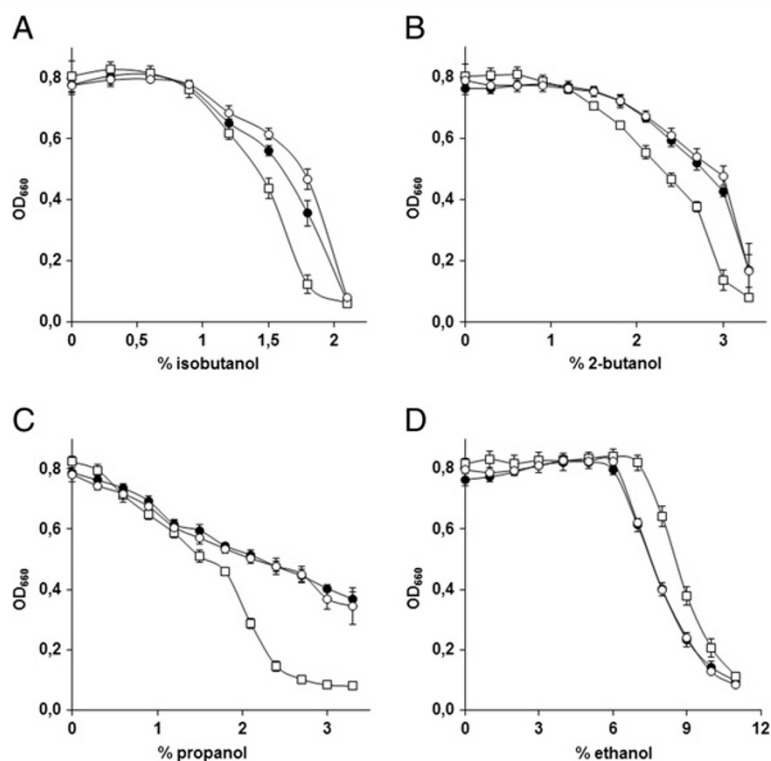 A
B
0,8
0,6
0,4
0,2
0,0
OD660
0 0,5 1 1,5 2
% isobutanol
0,8
0,6
0,4
0,2
0,0
OD660
0 1 2 3
% 2-butanol
C
D
0,8
0,6
0,4
0,2
0,0
OD660
0 1 2 3
% propanol
0,8
0,6
0,4
0,2
0,0
OD660
0 3 6 9 12
% ethanol